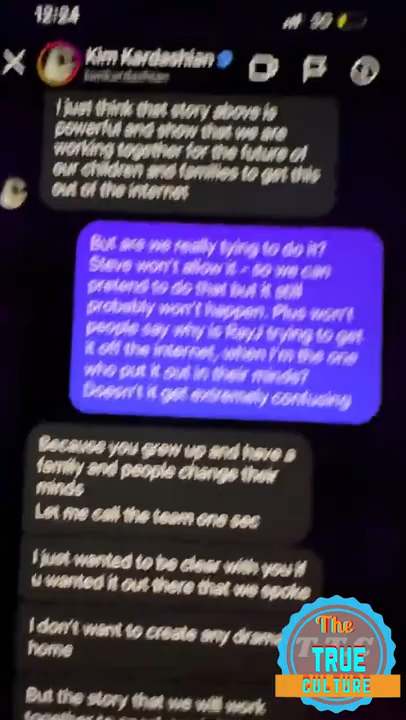 12:24
5G
Kim Kardashian
kimkardashian
I just think that story above is
powerful and show that we are
working together for the future of
our children and families to get this
out of the internet
But are we really tying to do it?
Steve won't allow it - so we can
pretend to do that but it still
probably won't happen. Plus won't
people say why is RayJ trying to get
it off the internet, when I'm the one
who put it out in their minds?
Doesn't it get extremely confusing
Because you grew up and have a
family and people change their
minds
Let me call the team one sec
I just wanted to be clear with you if
u wanted it out there that we spoke
I don't want to create any drama
home
But the story that we will work
The
TRUE
CULTURE